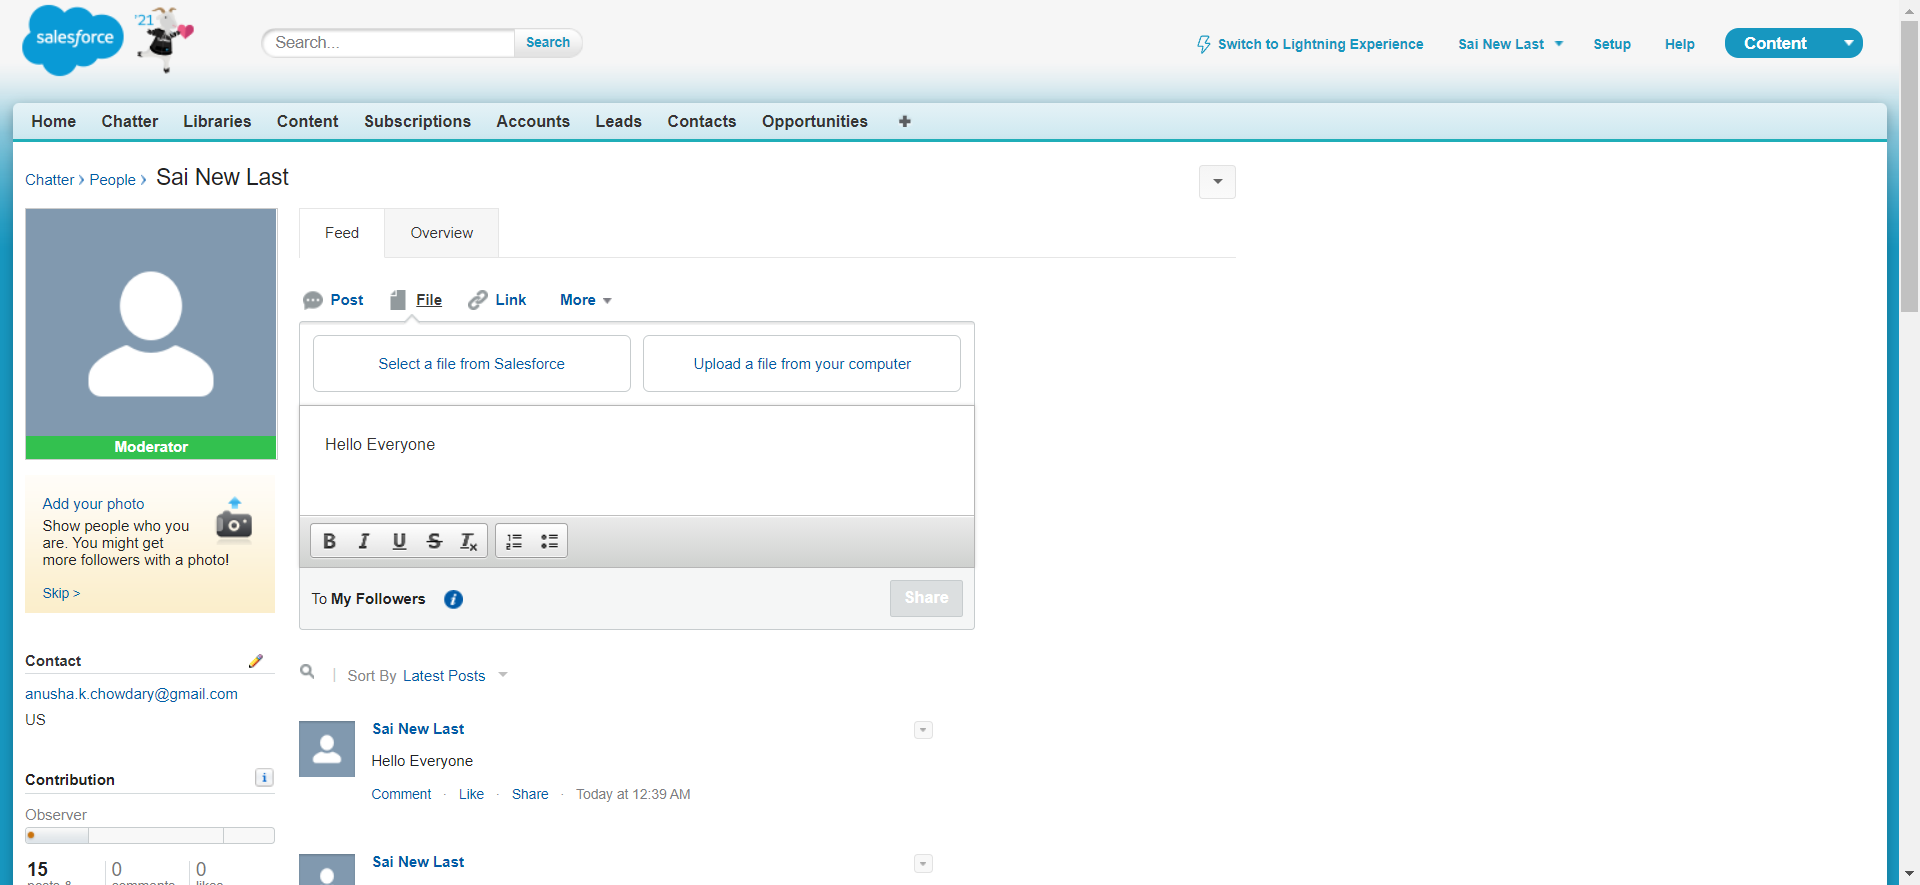 salesforce
'21
Search...
Search
Switch to Lightning Experience
Sai New Last
Setup
Help
Content
Home
Chatter
Libraries
Content
Subscriptions
Accounts
Leads
Contacts
Opportunities
+
Chatter › People › Sai New Last
Feed
Overview
Moderator
Post
File
Link
More
Select a file from Salesforce
Upload a file from your computer
Hello Everyone
B I U S Tx
To My Followers
i
Share
Add your photo
Show people who you
are. You might get
more followers with a photo!
Skip >
Contact
anusha.k.chowdary@gmail.com
US
Contribution
i
Observer
15
posts &
0
comments
0
likes
Sort By Latest Posts
Sai New Last
Hello Everyone
Comment · Like · Share · Today at 12:39 AM
Sai New Last